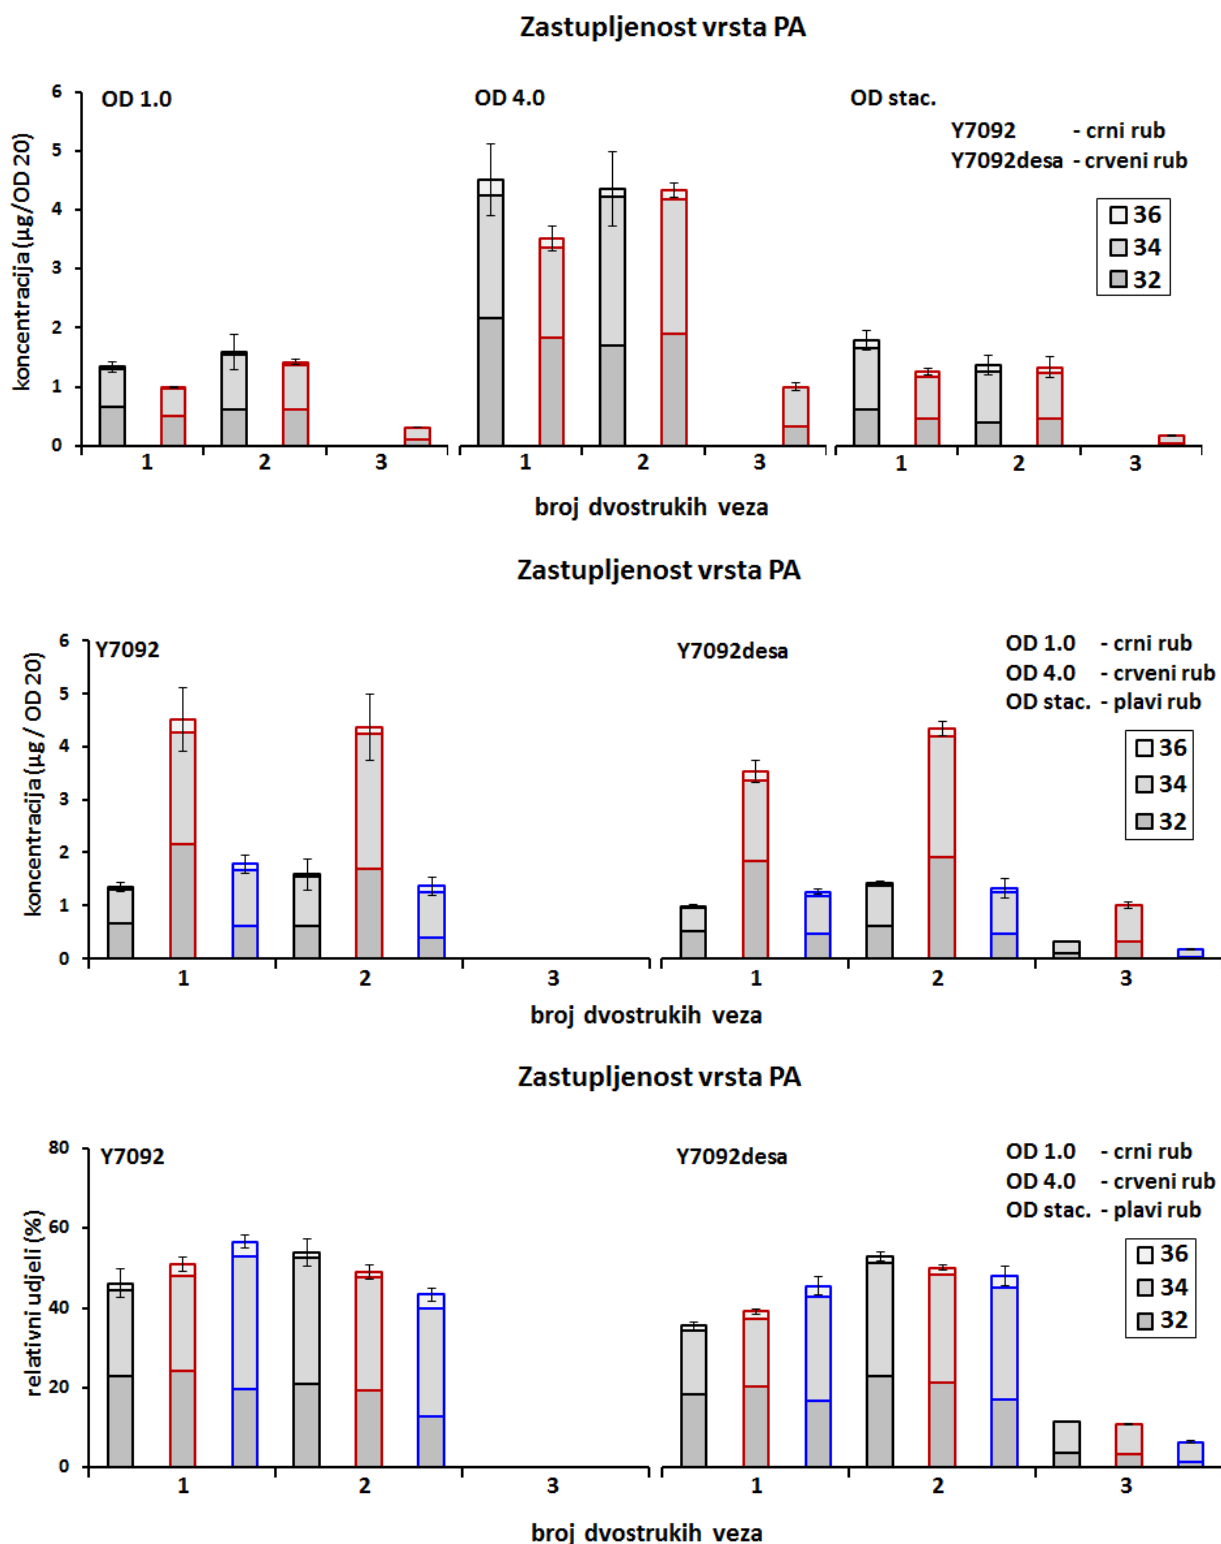 Zastupljenost vrsta PA
OD 1.0
OD 4.0
OD stac.
Y7092 - crni rub
Y7092desa - crveni rub
36
34
32
koncentracija (µg/OD 20)
6
5
4
3
2
1
0
1 2 3 1 2 3 1 2 3
broj dvostrukih veza
Zastupljenost vrsta PA
Y7092
Y7092desa
OD 1.0 - crni rub
OD 4.0 - crveni rub
OD stac. - plavi rub
36
34
32
koncentracija (µg / OD 20)
6
5
4
3
2
1
0
1 2 3 1 2 3
broj dvostrukih veza
Zastupljenost vrsta PA
Y7092
Y7092desa
OD 1.0 - crni rub
OD 4.0 - crveni rub
OD stac. - plavi rub
36
34
32
relativni udjeli (%)
80
60
40
20
0
1 2 3 1 2 3
broj dvostrukih veza